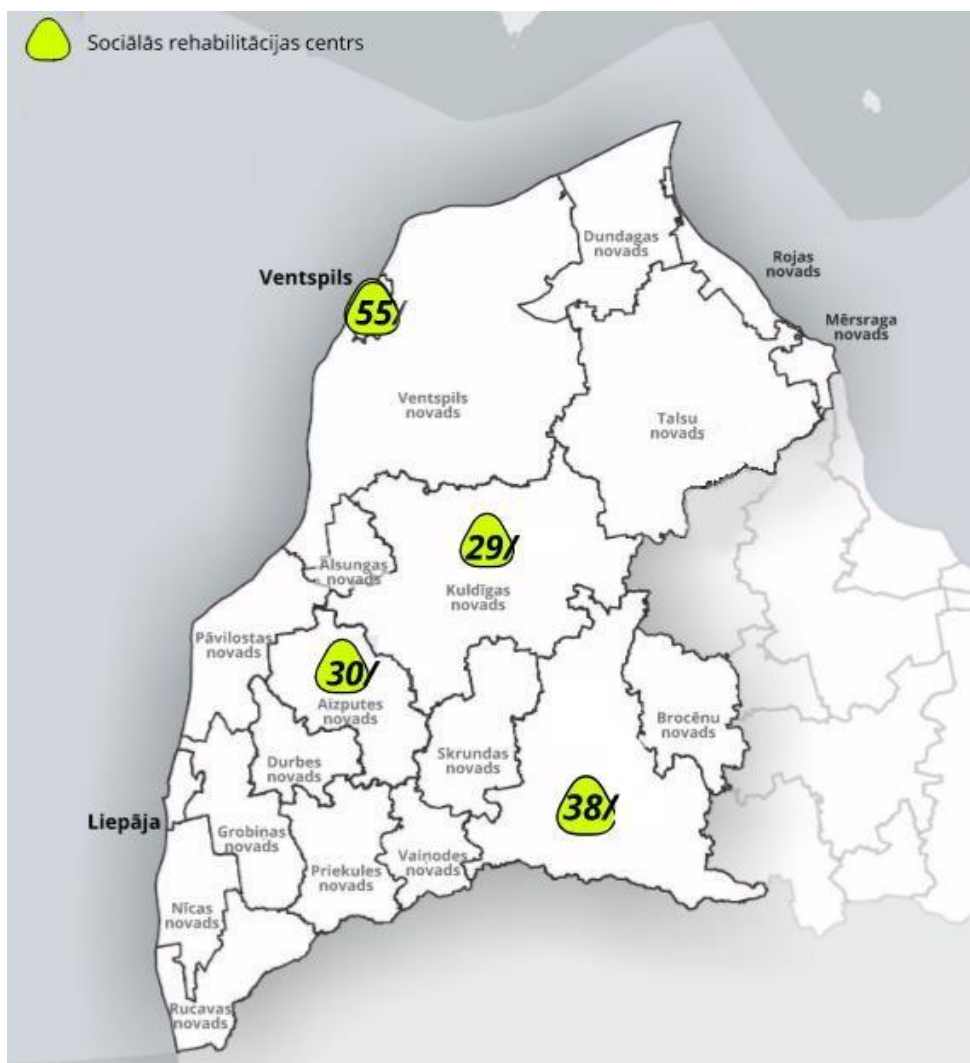 Sociālās rehabilitācijas centrs
Dundagas
novads
Rojas
novads
Ventspils
55/
Mērsraga
novads
Ventspils
novads
Talsu
novads
29/
Alsungas
novads
Kuldīgas
novads
Pāvilostas
novads
30/
Aizputes
novads
Brocēnu
novads
Skrundas
novads
Durbes
novads
38/
Liepāja
Grobiņas
novads
Vaiņodes
novads
Priekules
novads
Nīcas
novads
Rucavas
novads